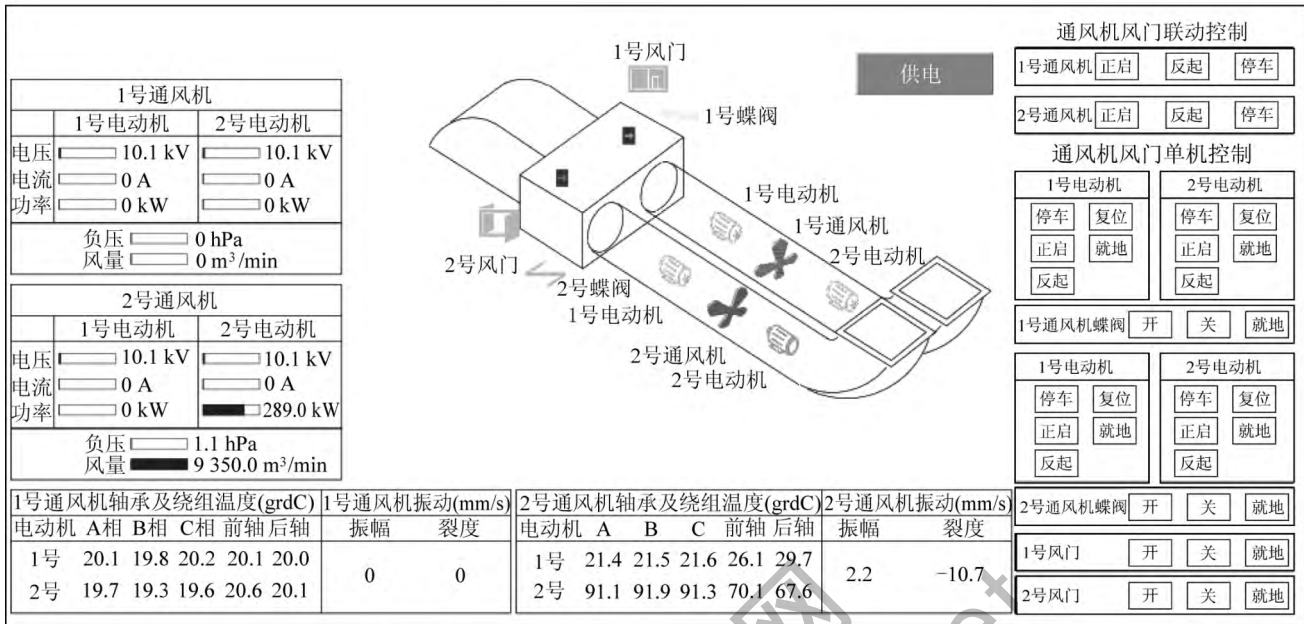 1号通风机
1号电动机 2号电动机
电压 10.1 kV 10.1 kV
电流 0 A 0 A
功率 0 kW 0 kW
负压 0 hPa
风量 0 m³/min
2号通风机
1号电动机 2号电动机
电压 10.1 kV 10.1 kV
电流 0 A 0 A
功率 0 kW 289.0 kW
负压 1.1 hPa
风量 9 350.0 m³/min
1号风门
供电
1号蝶阀
1号电动机
1号通风机
2号电动机
2号风门
2号蝶阀
1号电动机
2号通风机
2号电动机
通风机风门联动控制
1号通风机 正启 反起 停车
2号通风机 正启 反起 停车
通风机风门单机控制
1号电动机 2号电动机
停车 复位 停车 复位
正启 就地 正启 就地
反起 反起
1号通风机蝶阀 开 关 就地
1号电动机 2号电动机
停车 复位 停车 复位
正启 就地 正启 就地
反起 反起
2号通风机蝶阀 开 关 就地
1号风门 开 关 就地
2号风门 开 关 就地
1号通风机轴承及绕组温度(grdC) 1号通风机振动(mm/s)
电动机 A相 B相 C相 前轴 后轴 振幅 裂度
1号 20.1 19.8 20.2 20.1 20.0
0 0
2号 19.7 19.3 19.6 20.6 20.1
2号通风机轴承及绕组温度(grdC) 2号通风机振动(mm/s)
电动机 A B C 前轴 后轴 振幅 裂度
1号 21.4 21.5 21.6 26.1 29.7
2.2 −10.7
2号 91.1 91.9 91.3 70.1 67.6